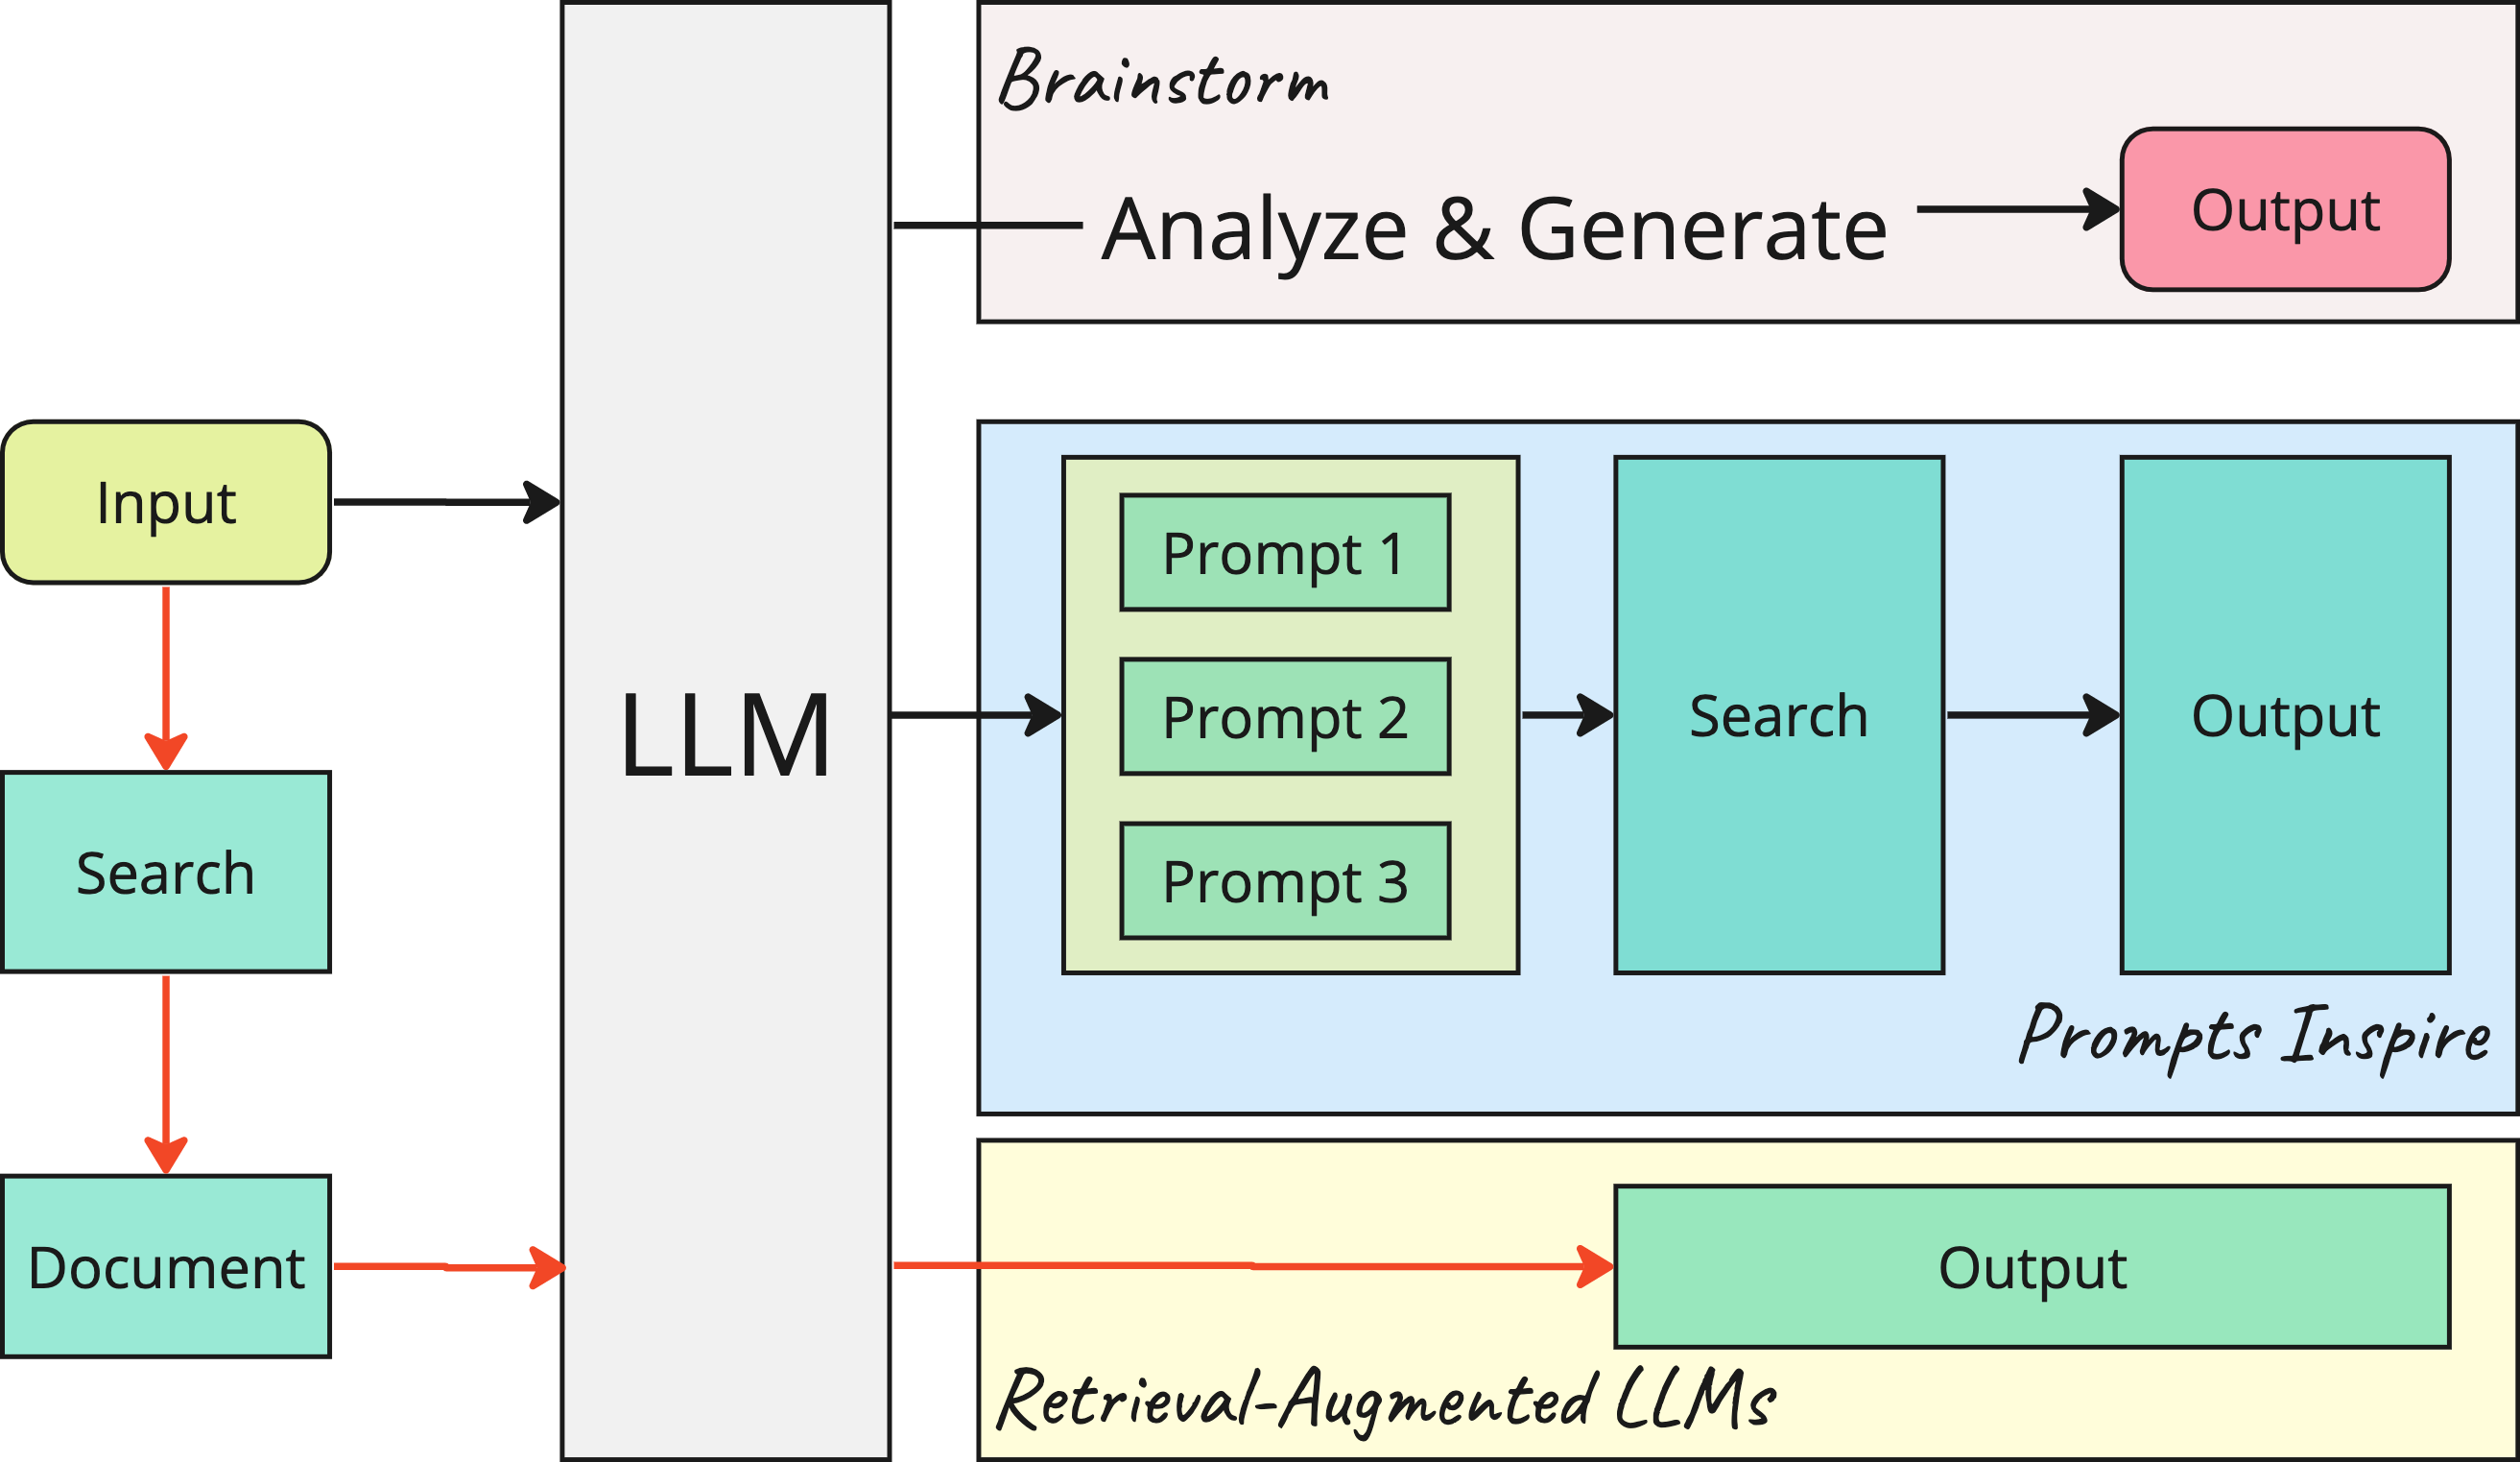 Brainstorm
Analyze & Generate
Output
Input
Search
Document
LLM
Prompt 1
Prompt 2
Prompt 3
Search
Output
Prompts Inspire
Output
Retrieval-Augmented LLMs